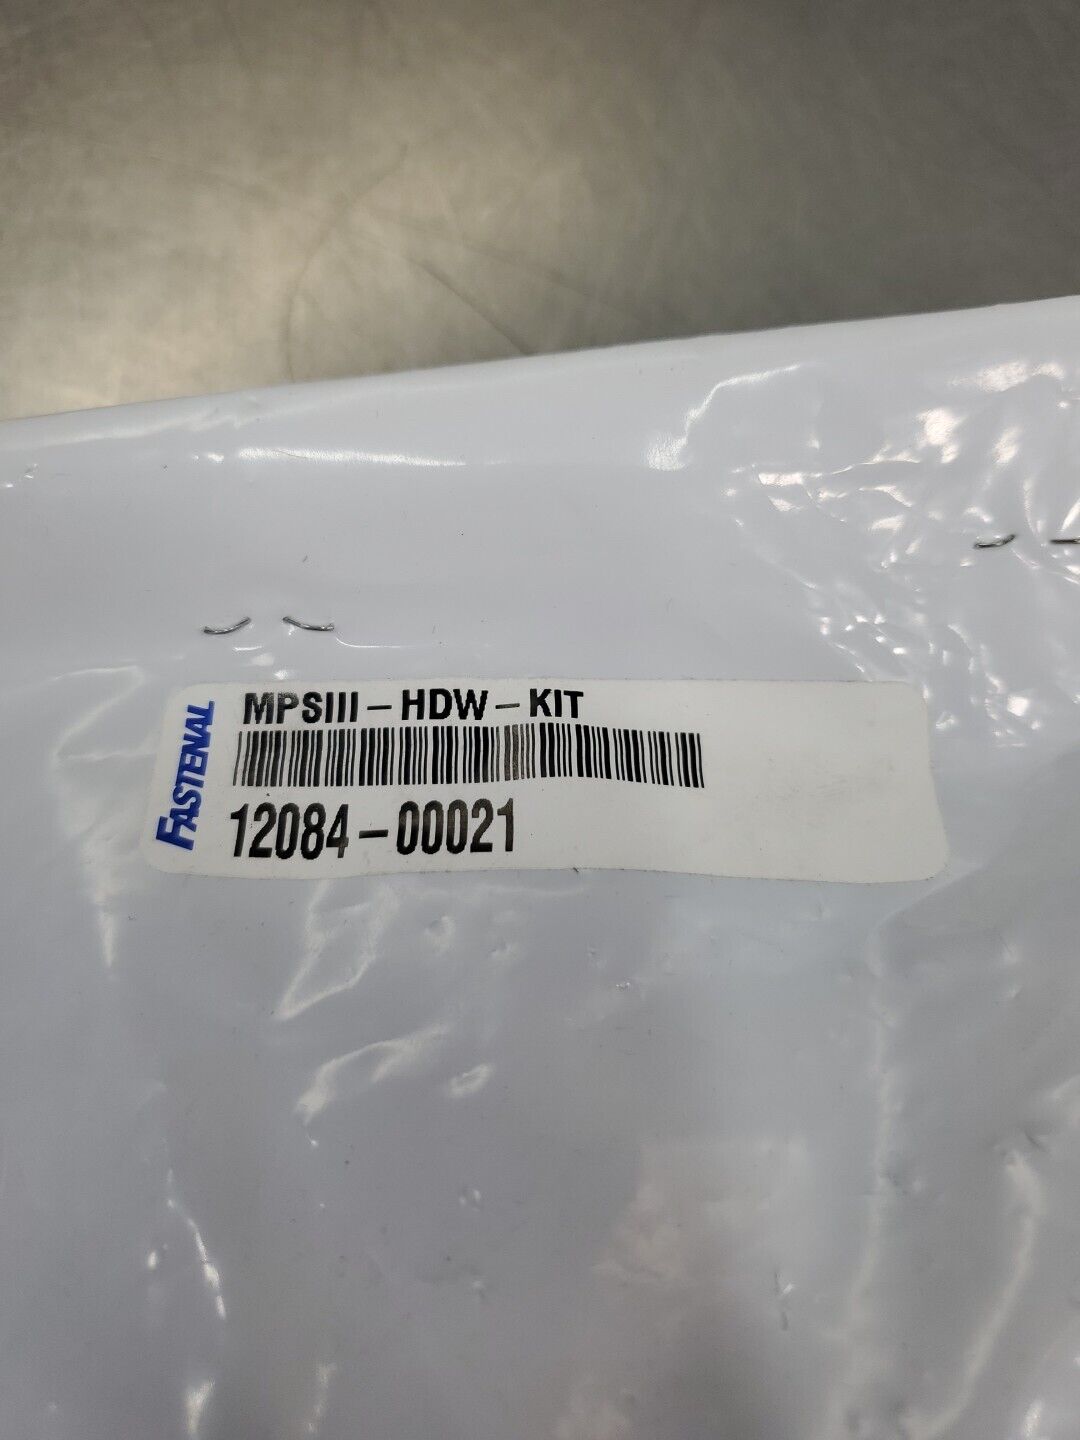 FASTENAL
MPSIII-HDW-KIT
12084-00021